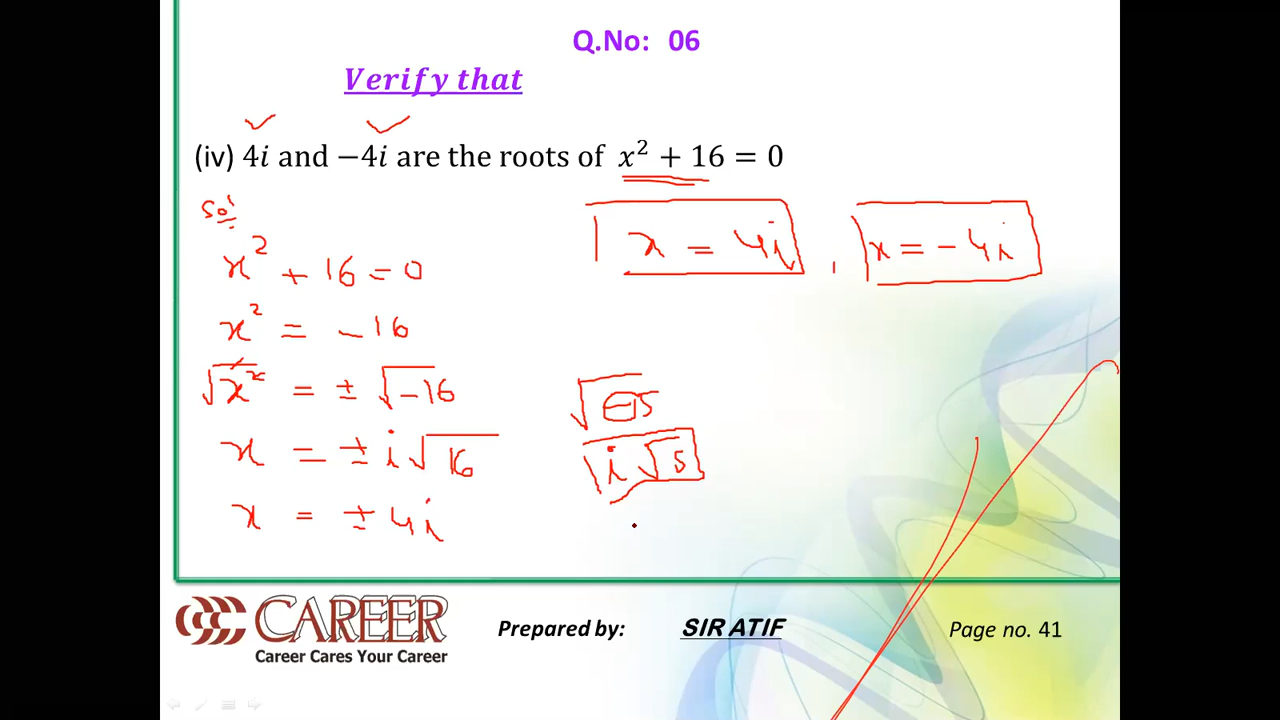 Q.No: 06
Verify that
(iv) 4i and −4i are the roots of x² + 16 = 0
Sol
x² + 16 = 0
x² = −16
√x² = ± √−16
x = ± i√16
x = ± 4i
x = 4i , x = −4i
√−5
i√5
CAREER
Career Cares Your Career
Prepared by: SIR ATIF
Page no. 41